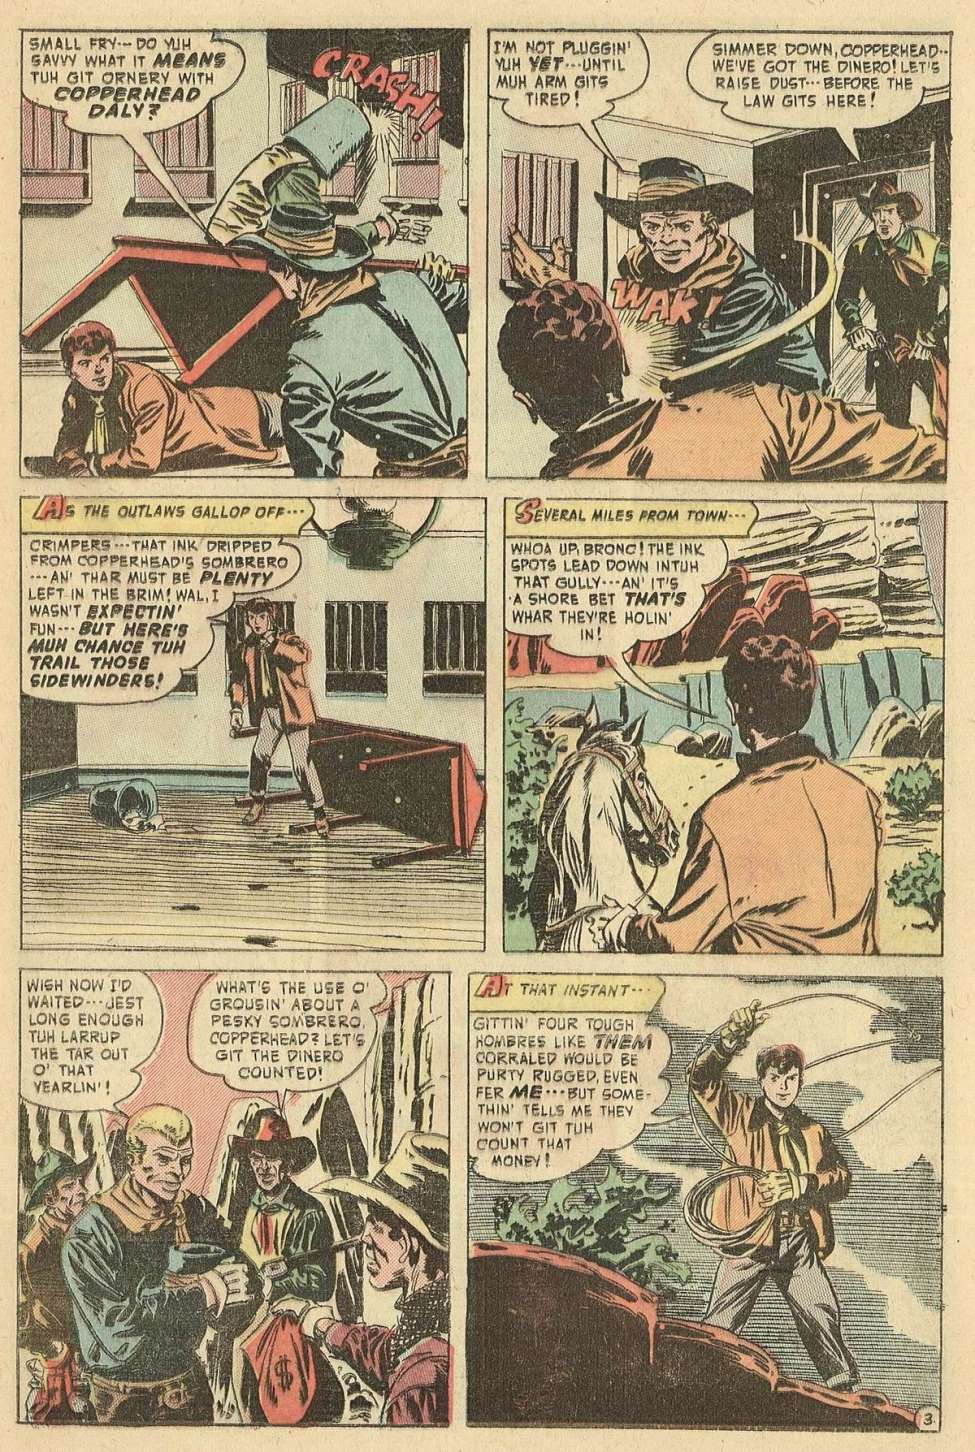 SMALL FRY--- DO YUH
SAVVY WHAT IT MEANS
TUH GIT ORNERY WITH
COPPERHEAD
DALY?
CRASH!
I'M NOT PLUGGIN'
YUH YET---UNTIL
MUH ARM GITS
TIRED!
SIMMER DOWN, COPPERHEAD--
WE'VE GOT THE DINERO! LET'S
RAISE DUST---BEFORE THE
LAW GITS HERE!
WAK!
AS THE OUTLAWS GALLOP OFF---
CRIMPERS---THAT INK DRIPPED
FROM COPPERHEAD'S SOMBRERO
---AN' THAR MUST BE PLENTY
LEFT IN THE BRIM! WAL, I
WASN'T EXPECTIN'
FUN--- BUT HERE'S
MUH CHANCE TUH
TRAIL THOSE
SIDEWINDERS!
SEVERAL MILES FROM TOWN---
WHOA UP, BRONC! THE INK
SPOTS LEAD DOWN INTUH
THAT GULLY---AN' IT'S
A SHORE BET THAT'S
WHAR THEY'RE HOLIN'
IN!
WISH NOW I'D
WAITED---JEST
LONG ENOUGH
TUH LARRUP
THE TAR OUT
O' THAT
YEARLIN'!
WHAT'S THE USE O'
GROUSIN' ABOUT A
PESKY SOMBRERO,
COPPERHEAD? LET'S
GIT THE DINERO
COUNTED!
$
AT THAT INSTANT---
GITTIN' FOUR TOUGH
HOMBRES LIKE THEM
CORRALED WOULD BE
PURTY RUGGED, EVEN
FER ME---BUT SOME-
THIN' TELLS ME THEY
WON'T GIT TUH
COUNT THAT
MONEY!
3